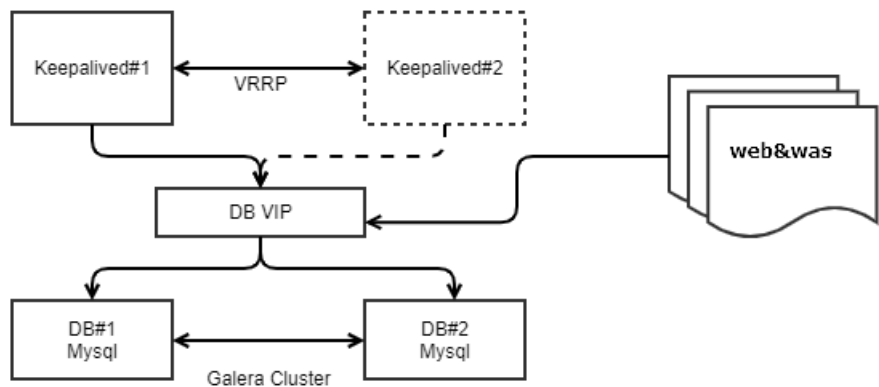 Keepalived#1
Keepalived#2
VRRP
web&was
DB VIP
DB#1
Mysql
DB#2
Mysql
Galera Cluster